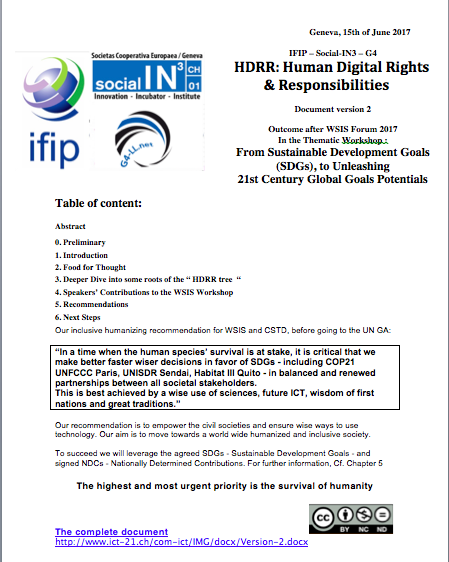 Geneva, 15th of June 2017
Societas Cooperativa Europaea / Geneva
social IN3 CH 01
Innovation - Incubator - Institute
ifip
G4-LL.net
IFIP – Social-IN3 – G4
HDRR: Human Digital Rights
& Responsibilities
Document version 2
Outcome after WSIS Forum 2017
In the Thematic Workshop :
From Sustainable Development Goals
(SDGs), to Unleashing
21st Century Global Goals Potentials
Table of content:
Abstract
0. Preliminary
1. Introduction
2. Food for Thought
3. Deeper Dive into some roots of the “ HDRR tree “
4. Speakers’ Contributions to the WSIS Workshop
5. Recommendations
6. Next Steps
Our inclusive humanizing recommendation for WSIS and CSTD, before going to the UN GA:
“In a time when the human species’ survival is at stake, it is critical that we
make better faster wiser decisions in favor of SDGs - including COP21
UNFCCC Paris, UNISDR Sendai, Habitat III Quito - in balanced and renewed
partnerships between all societal stakeholders.
This is best achieved by a wise use of sciences, future ICT, wisdom of first
nations and great traditions.”
Our recommendation is to empower the civil societies and ensure wise ways to use
technology. Our aim is to move towards a world wide humanized and inclusive society.
To succeed we will leverage the agreed SDGs - Sustainable Development Goals - and
signed NDCs - Nationally Determined Contributions. For further information, Cf. Chapter 5
The highest and most urgent priority is the survival of humanity
cc BY NC ND
The complete document
http://www.ict-21.ch/com-ict/IMG/docx/Version-2.docx